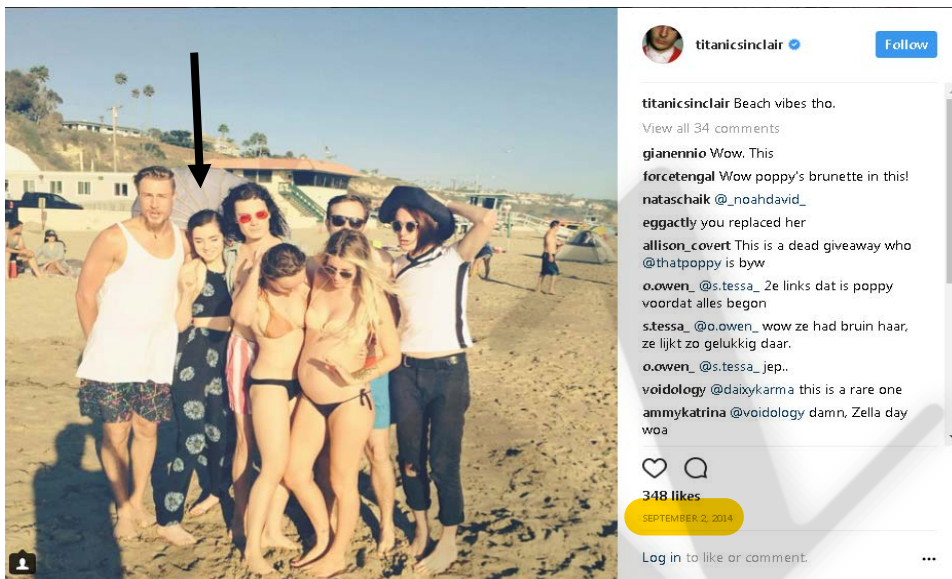 titanicsinclair
Follow
titanicsinclair Beach vibes tho.
View all 34 comments
gianennio Wow. This
forcetengal Wow poppy's brunette in this!
nataschaik @_noahdavid_
eggactly you replaced her
allison_covert This is a dead giveaway who
@thatpoppy is byw
o.owen_ @s.tessa_ 2e links dat is poppy
voordat alles begon
s.tessa_ @o.owen_ wow ze had bruin haar,
ze lijkt zo gelukkig daar.
o.owen_ @s.tessa_ jep..
voidology @daixykarma this is a rare one
ammykatrina @voidology damn, Zella day
woa
348 likes
SEPTEMBER 2, 2014
Log in to like or comment.